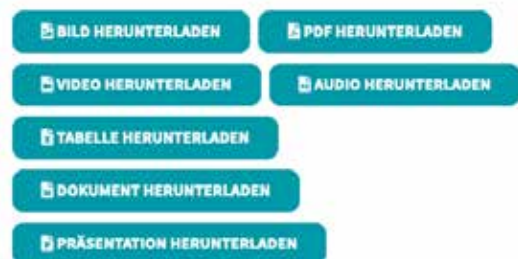 BILD HERUNTERLADEN PDF HERUNTERLADEN
VIDEO HERUNTERLADEN AUDIO HERUNTERLADEN
TABELLE HERUNTERLADEN
DOKUMENT HERUNTERLADEN
PRÄSENTATION HERUNTERLADEN